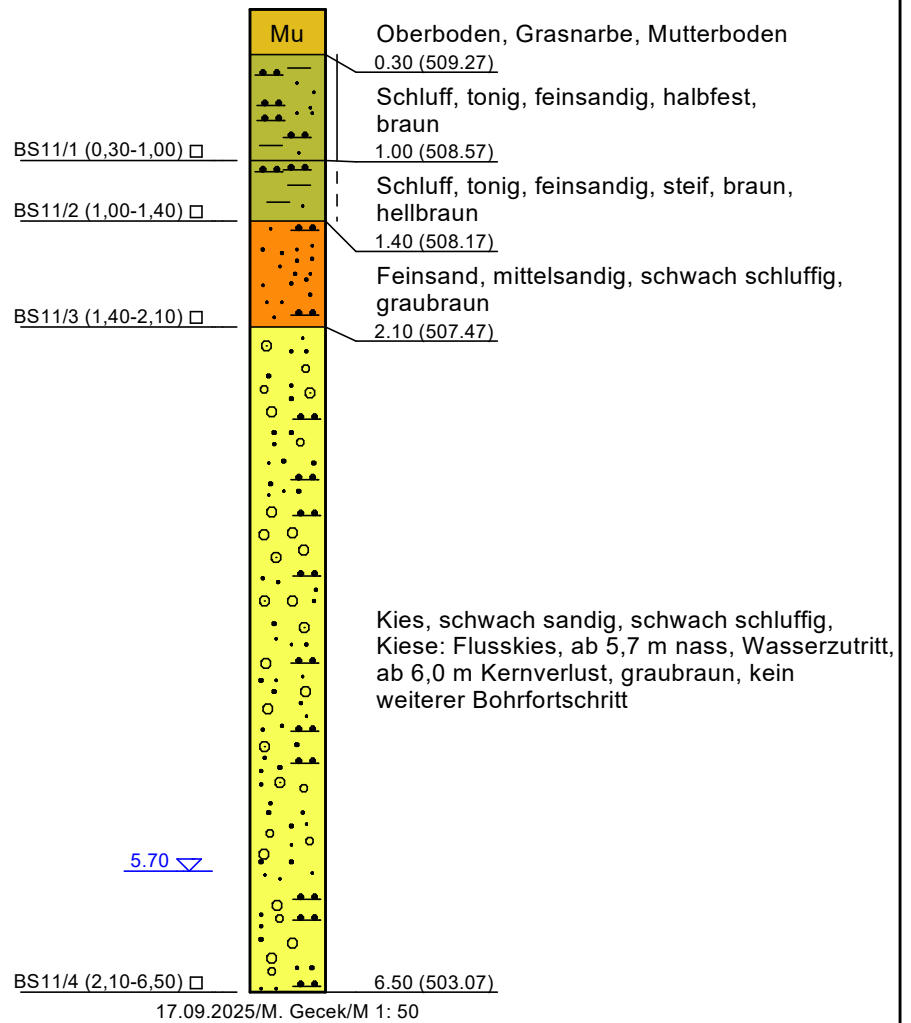 Mu
Oberboden, Grasnarbe, Mutterboden
0.30 (509.27)
Schluff, tonig, feinsandig, halbfest,
braun
BS11/1 (0,30-1,00)
1.00 (508.57)
Schluff, tonig, feinsandig, steif, braun,
hellbraun
BS11/2 (1,00-1,40)
1.40 (508.17)
Feinsand, mittelsandig, schwach schluffig,
graubraun
BS11/3 (1,40-2,10)
2.10 (507.47)
Kies, schwach sandig, schwach schluffig,
Kiese: Flusskies, ab 5,7 m nass, Wasserzutritt,
ab 6,0 m Kernverlust, graubraun, kein
weiterer Bohrfortschritt
5.70
BS11/4 (2,10-6,50)
6.50 (503.07)
17.09.2025/M. Gecek/M 1: 50